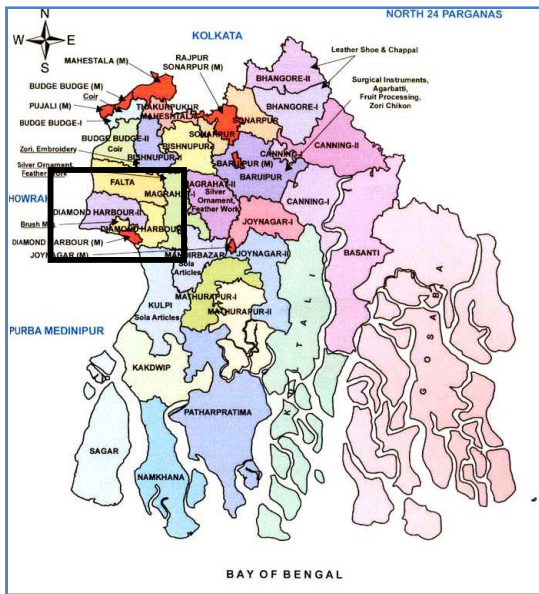 NORTH 24 PARGANAS
KOLKATA
N
W E
S
MAHESTALA (M)
RAJPUR
SONARPUR (M)
Leather Shoe & Chappal
BUDGE BUDGE (M)
Coir
PUJALI (M)
BUDGE BUDGE-I
THAKURPUKUR
MAHESHTALA
BHANGORE-II
BHANGORE-I
Surgical Instruments,
Agarbatti,
Fruit Processing,
Zori Chikon
SONARPUR
SONARPUR
BUDGE BUDGE-II
Coir
BISHNUPUR-I
BISHNUPUR-II
Zori, Embroidery
CANNING-II
CANNING-I
BARUIPUR (M)
BARUIPUR
Silver Ornament,
Feather Work
FALTA
MAGRAHAT-I
MAGRAHAT-II
Silver
Ornament,
Feather Work
CANNING-I
HOWRAH
DIAMOND HARBOUR-II
DIAMOND HARBOUR-I
DIAMOND HARBOUR (M)
JOYNAGAR (M)
JOYNAGAR-I
BASANTI
MANDIRBAZAR
Sola
Articles
JOYNAGAR-II
KULPI
Sola Articles
MATHURAPUR-I
MATHURAPUR-II
KULTALI
GOSABA
PURBA MEDINIPUR
KAKDWIP
PATHARPRATIMA
SAGAR
NAMKHANA
BAY OF BENGAL